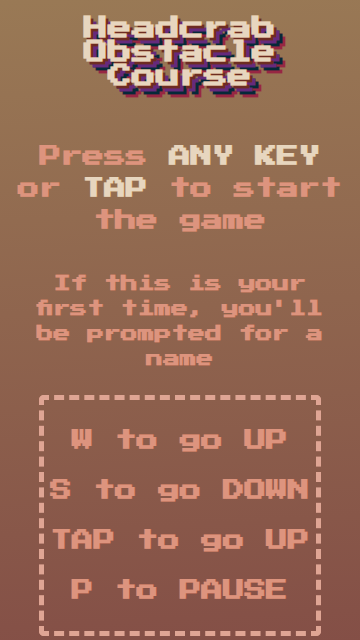 Headcrab
Obstacle
Course
Press ANY KEY
or TAP to start
the game
If this is your
first time, you'll
be prompted for a
name
W to go UP
S to go DOWN
TAP to go UP
P to PAUSE